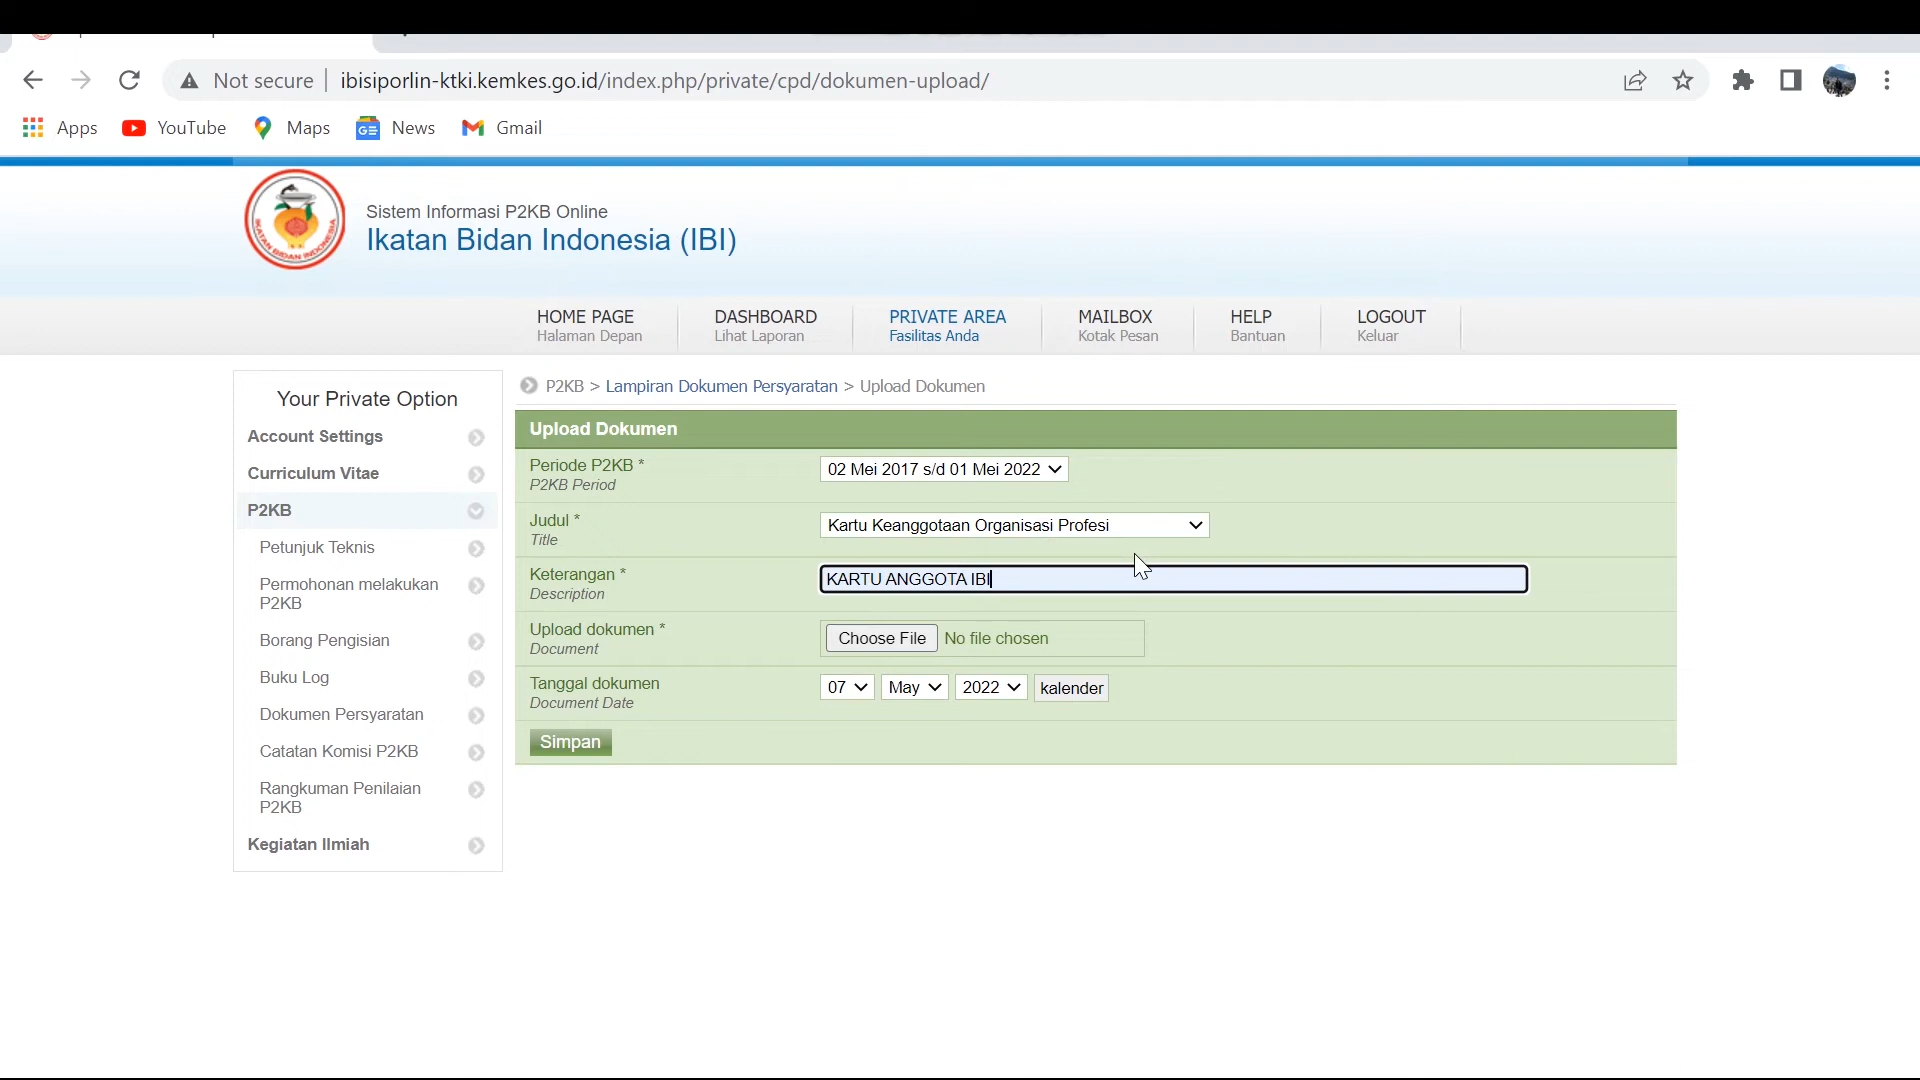 Not secure
ibisiporlin-ktki.kemkes.go.id/index.php/private/cpd/dokumen-upload/
Apps
YouTube
Maps
News
Gmail
IKATAN BIDAN INDONESIA
Sistem Informasi P2KB Online
Ikatan Bidan Indonesia (IBI)
HOME PAGE
Halaman Depan
DASHBOARD
Lihat Laporan
PRIVATE AREA
Fasilitas Anda
MAILBOX
Kotak Pesan
HELP
Bantuan
LOGOUT
Keluar
Your Private Option
Account Settings
Curriculum Vitae
P2KB
Petunjuk Teknis
Permohonan melakukan
P2KB
Borang Pengisian
Buku Log
Dokumen Persyaratan
Catatan Komisi P2KB
Rangkuman Penilaian
P2KB
Kegiatan Ilmiah
P2KB > Lampiran Dokumen Persyaratan > Upload Dokumen
Upload Dokumen
Periode P2KB *
P2KB Period
02 Mei 2017 s/d 01 Mei 2022
Judul *
Title
Kartu Keanggotaan Organisasi Profesi
Keterangan *
Description
KARTU ANGGOTA IBI
Upload dokumen *
Document
Choose File No file chosen
Tanggal dokumen
Document Date
07 May 2022 kalender
Simpan